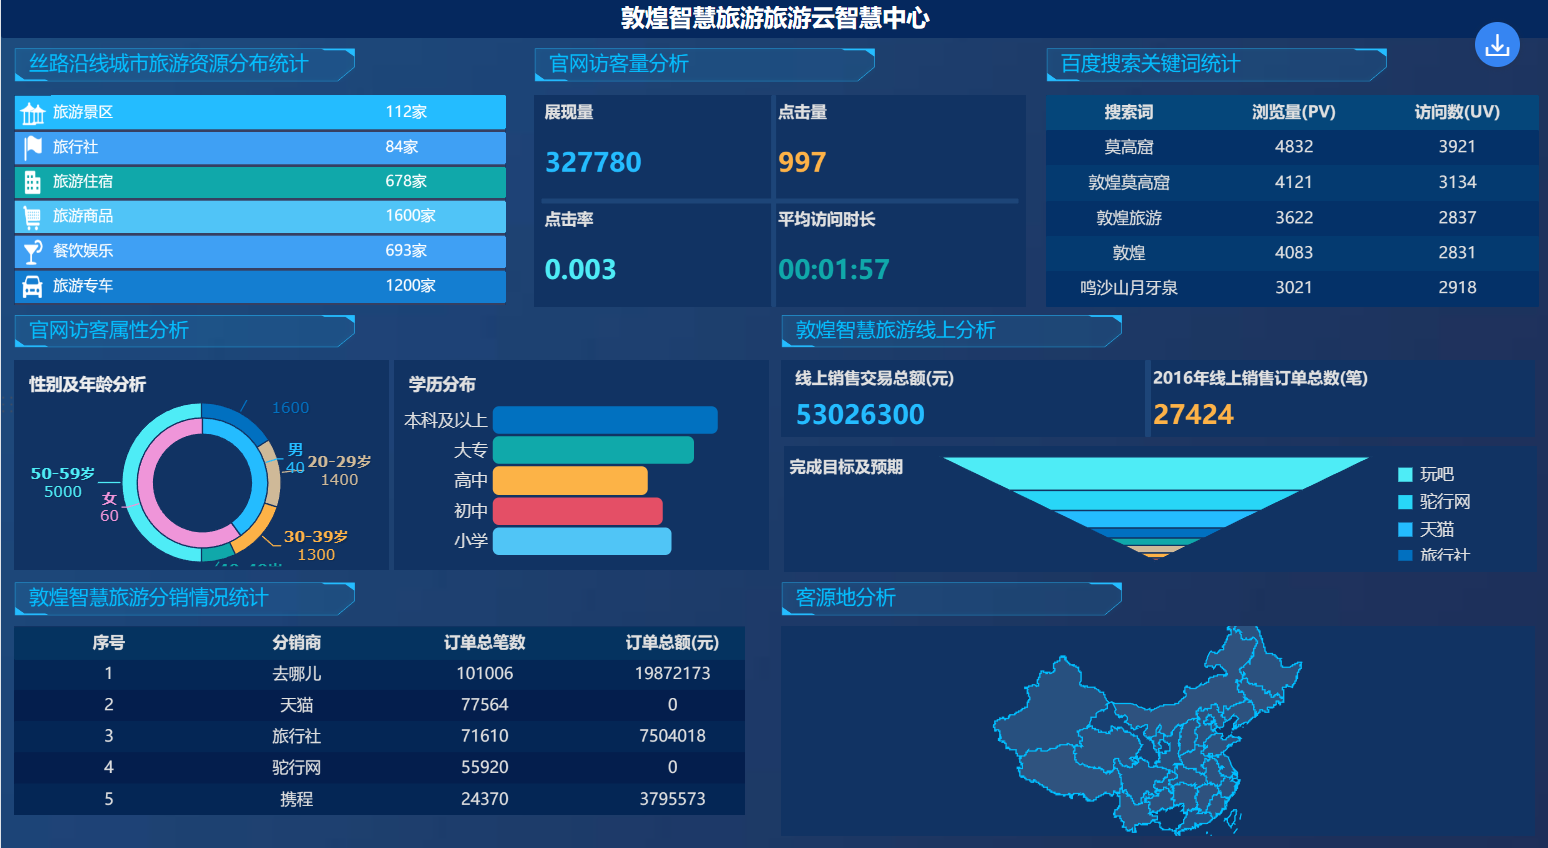 敦煌智慧旅游旅游云智慧中心
丝路沿线城市旅游资源分布统计
旅游景区 112家
旅行社 84家
旅游住宿 678家
旅游商品 1600家
餐饮娱乐 693家
旅游专车 1200家
官网访客量分析
展现量 点击量
327780 997
点击率 平均访问时长
0.003 00:01:57
百度搜索关键词统计
搜索词 浏览量(PV) 访问数(UV)
莫高窟 4832 3921
敦煌莫高窟 4121 3134
敦煌旅游 3622 2837
敦煌 4083 2831
鸣沙山月牙泉 3021 2918
官网访客属性分析
性别及年龄分析
1600
男
40
20-29岁
1400
50-59岁
5000
女
60
30-39岁
1300
学历分布
本科及以上
大专
高中
初中
小学
敦煌智慧旅游线上分析
线上销售交易总额(元) 2016年线上销售订单总数(笔)
53026300 27424
完成目标及预期
玩吧
驼行网
天猫
旅行社
敦煌智慧旅游分销情况统计
序号 分销商 订单总笔数 订单总额(元)
1 去哪儿 101006 19872173
2 天猫 77564 0
3 旅行社 71610 7504018
4 驼行网 55920 0
5 携程 24370 3795573
客源地分析